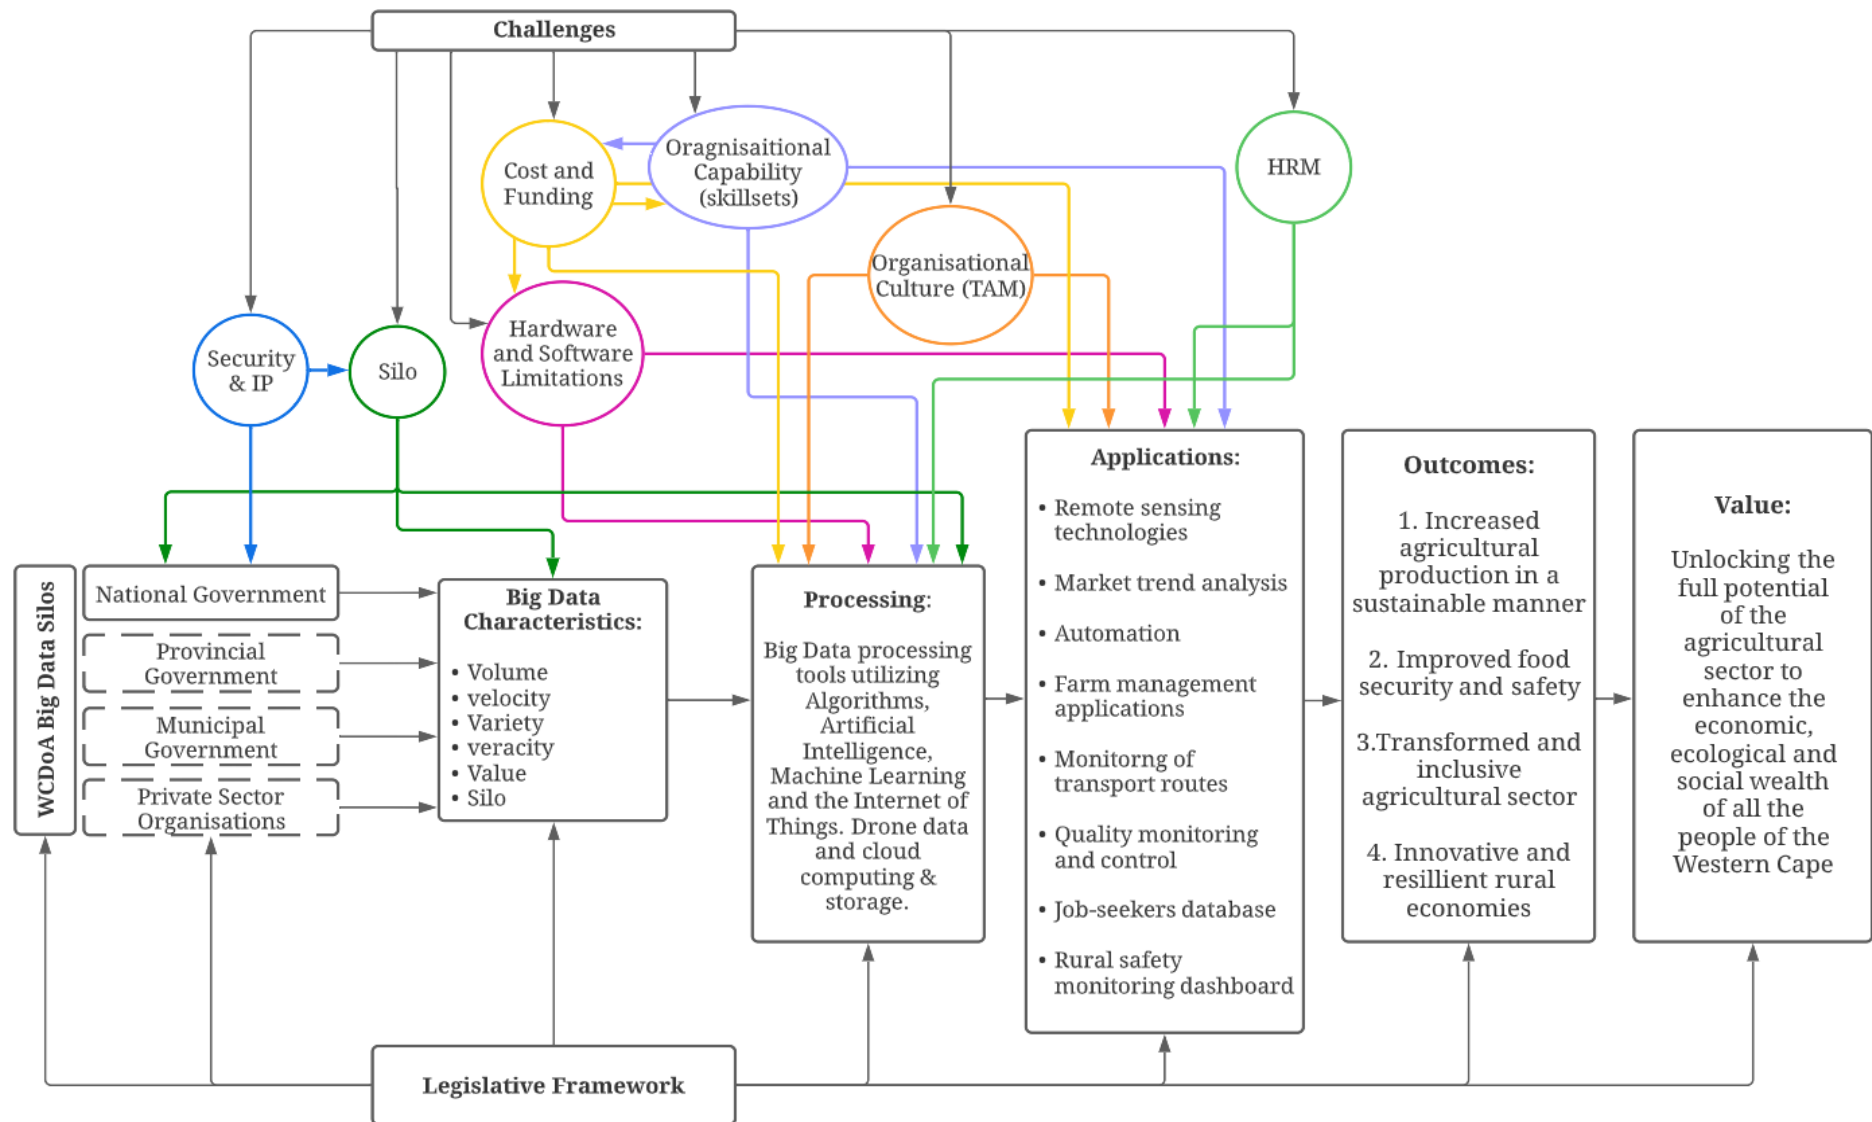 Challenges
Cost and
Funding
Oragnisaitional
Capability
(skillsets)
HRM
Organisational
Culture (TAM)
Hardware
and Software
Limitations
Security
& IP
Silo
WCDoA Big Data Silos
National Government
Provincial
Government
Municipal
Government
Private Sector
Organisations
Big Data
Characteristics:
• Volume
• velocity
• Variety
• veracity
• Value
• Silo
Processing:
Big Data processing
tools utilizing
Algorithms,
Artificial
Intelligence,
Machine Learning
and the Internet of
Things. Drone data
and cloud
computing &
storage.
Applications:
• Remote sensing
technologies
• Market trend analysis
• Automation
• Farm management
applications
• Monitorng of
transport routes
• Quality monitoring
and control
• Job-seekers database
• Rural safety
monitoring dashboard
Outcomes:
1. Increased
agricultural
production in a
sustainable manner
2. Improved food
security and safety
3.Transformed and
inclusive
agricultural sector
4. Innovative and
resillient rural
economies
Value:
Unlocking the
full potential
of the
agricultural
sector to
enhance the
economic,
ecological and
social wealth
of all the
people of the
Western Cape
Legislative Framework